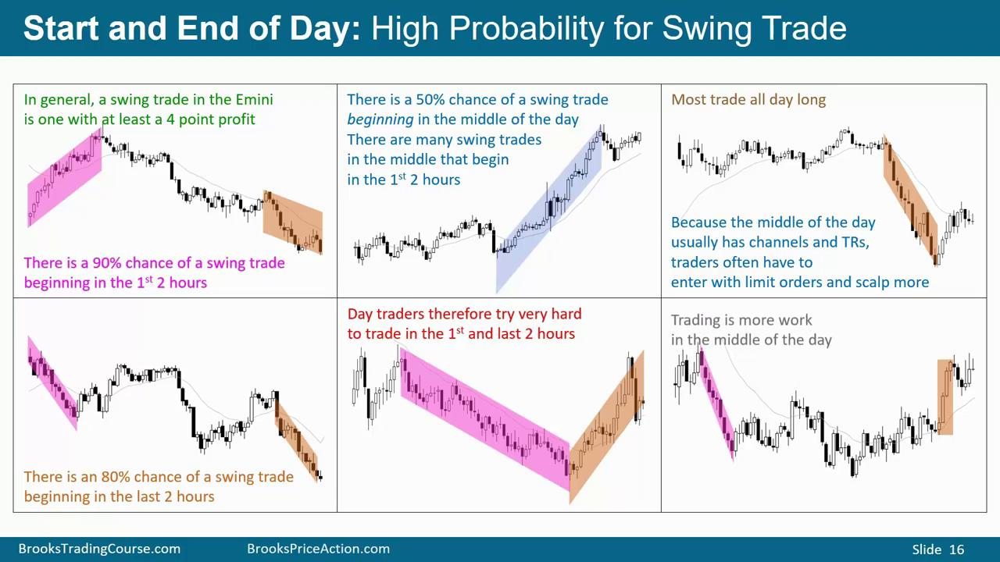 Start and End of Day: High Probability for Swing Trade
In general, a swing trade in the Emini
is one with at least a 4 point profit
There is a 90% chance of a swing trade
beginning in the 1st 2 hours
There is a 50% chance of a swing trade
beginning in the middle of the day
There are many swing trades
in the middle that begin
in the 1st 2 hours
Most trade all day long
Because the middle of the day
usually has channels and TRs,
traders often have to
enter with limit orders and scalp more
There is an 80% chance of a swing trade
beginning in the last 2 hours
Day traders therefore try very hard
to trade in the 1st and last 2 hours
Trading is more work
in the middle of the day
BrooksTradingCourse.com
BrooksPriceAction.com
Slide 16